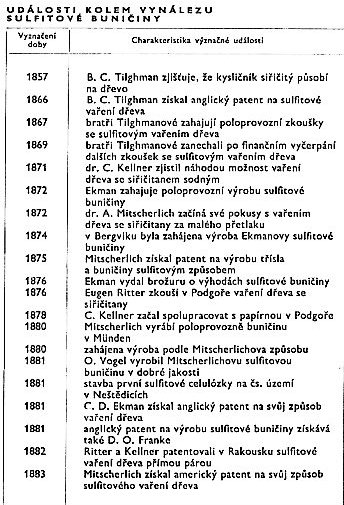 UDÁLOSTI KOLEM VYNÁLEZU
SULFITOVÉ BUNIČINY
Vyznačení
doby
Charakteristika význačné události
1857 B. C. Tilghman zjišťuje, že kysličník siřičitý působí
na dřevo
1866 B. C. Tilghman získal anglický patent na sulfitové
vaření dřeva
1867 bratři Tilghmanové zahajují poloprovozní zkoušky
se sulfitovým vařením dřeva
1869 bratři Tilghmanové zanechali po finančním vyčerpání
dalších zkoušek se sulfitovým vařením dřeva
1871 dr. C. Kellner zjistil náhodou možnost vaření
dřeva se siřičitanem sodným
1872 Ekman zahajuje poloprovozní výrobu sulfitové
buničiny
1872 dr. A. Mitscherlich začíná své pokusy s vařením
dřeva se siřičitany za malého přetlaku
1874 v Bergviku byla zahájena výroba Ekmanovy sulfitové
buničiny
1875 Mitscherlich získal patent na výrobu třísla
a buničiny sulfitovým způsobem
1876 Ekman vydal brožuru o výhodách sulfitové buničiny
1876 Eugen Ritter zkouší v Podgoře vaření dřeva se
siřičitany
1878 C. Kellner začal spolupracovat s papírnou v Podgoře
1880 Mitscherlich vyrábí poloprovozně buničinu
v Münden
1880 zahájena výroba podle Mitscherlichova způsobu
1881 O. Vogel vyrobil Mitscherlichovu sulfitovou
buničinu v dobré jakosti
1881 stavba první sulfitové celulózky na čs. území
v Neštědicích
1881 C. D. Ekman získal anglický patent na svůj způsob
vaření dřeva
1881 anglický patent na výrobu sulfitové buničiny získává
také D. O. Franke
1882 Ritter a Kellner patentovali v Rakousku sulfitové
vaření dřeva přímou párou
1883 Mitscherlich získal americký patent na svůj způsob
sulfitového vaření dřeva